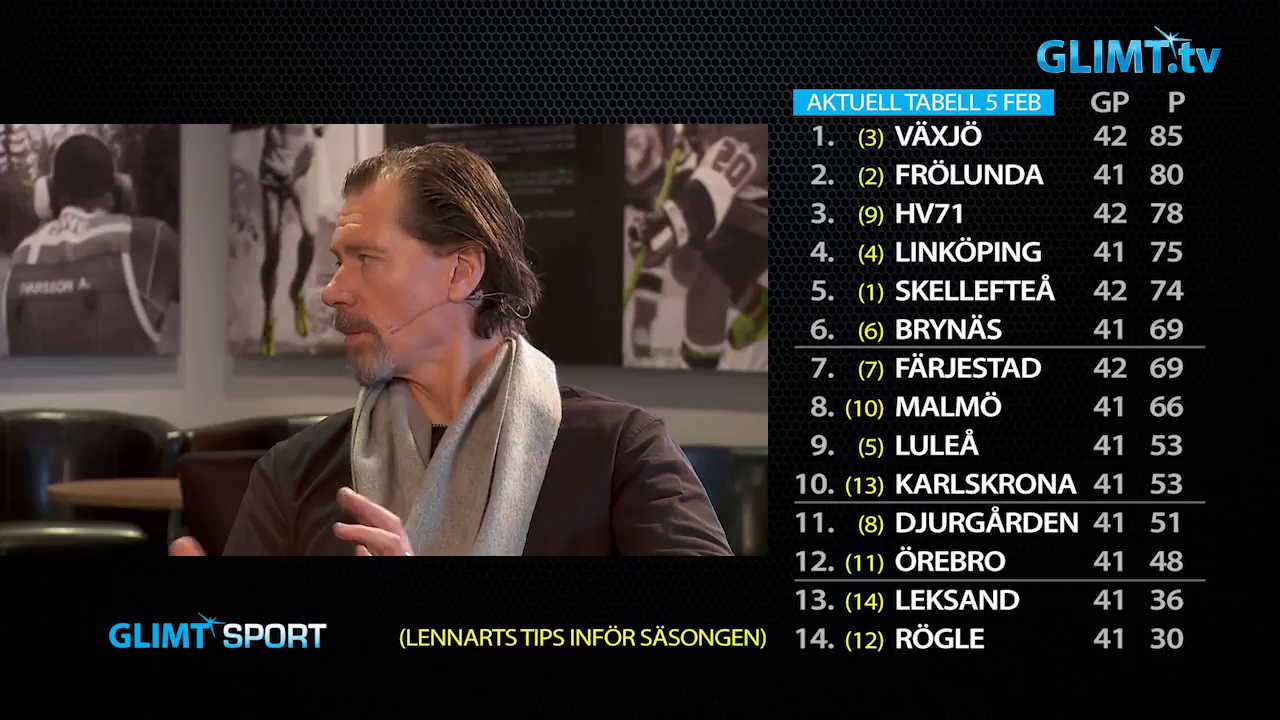 GLIMT.tv
AKTUELL TABELL 5 FEB GP P
1. (3) VÄXJÖ 42 85
2. (2) FRÖLUNDA 41 80
3. (9) HV71 42 78
4. (4) LINKÖPING 41 75
5. (1) SKELLEFTEÅ 42 74
6. (6) BRYNÄS 41 69
7. (7) FÄRJESTAD 42 69
8. (10) MALMÖ 41 66
9. (5) LULEÅ 41 53
10. (13) KARLSKRONA 41 53
11. (8) DJURGÅRDEN 41 51
12. (11) ÖREBRO 41 48
13. (14) LEKSAND 41 36
14. (12) RÖGLE 41 30
IVARSSON A.
20
GLIMT SPORT
(LENNARTS TIPS INFÖR SÄSONGEN)